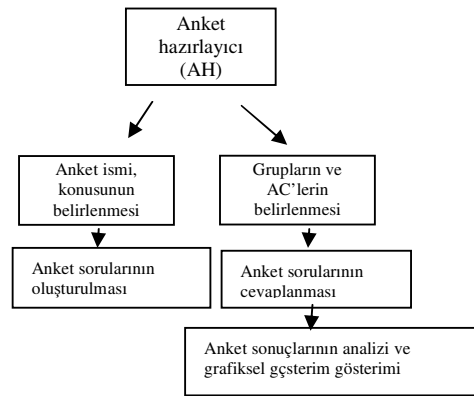 Anket
hazırlayıcı
(AH)
Anket ismi,
konusunun
belirlenmesi
Grupların ve
AC'lerin
belirlenmesi
Anket sorularının
oluşturulması
Anket sorularının
cevaplanması
Anket sonuçlarının analizi ve
grafiksel gçsterim gösterimi